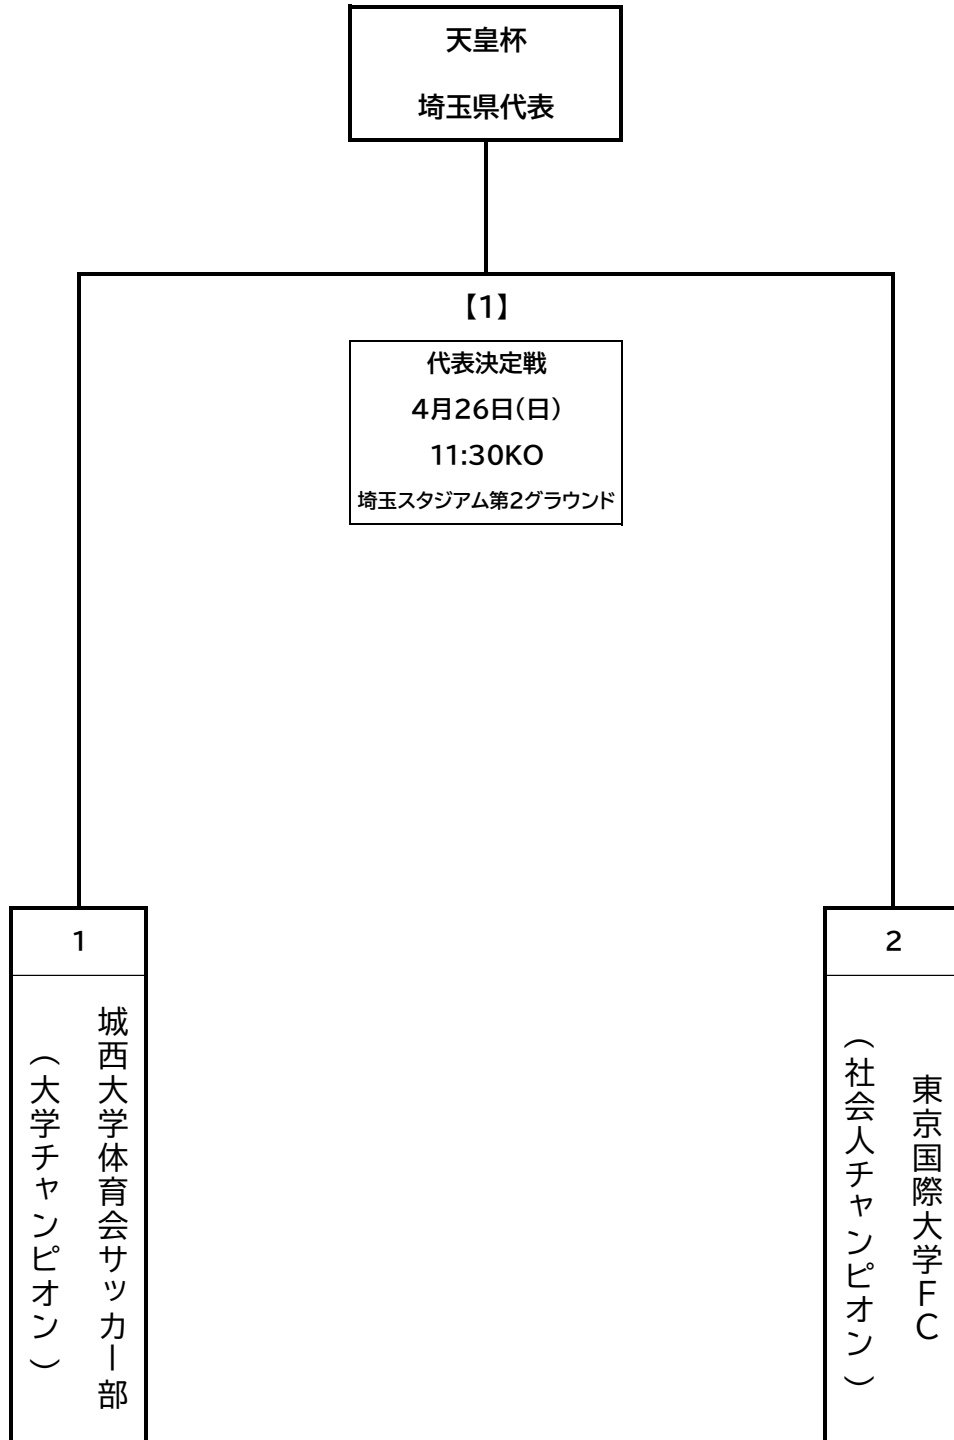 天皇杯
埼玉県代表
【1】
代表決定戦
4月26日(日)
11:30KO
埼玉スタジアム第2グラウンド
1
城西大学体育会サッカー部
（大学チャンピオン）
2
東京国際大学FC
（社会人チャンピオン）